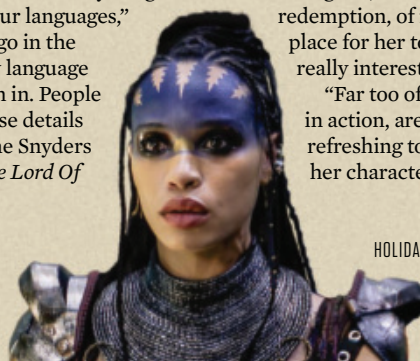 ur languages,”
go in the
language
n in. People
se details
he Snyders
e Lord Of
redemption, of
place for her to
really interest
“Far too of
in action, are
refreshing to
her characte
HOLIDA